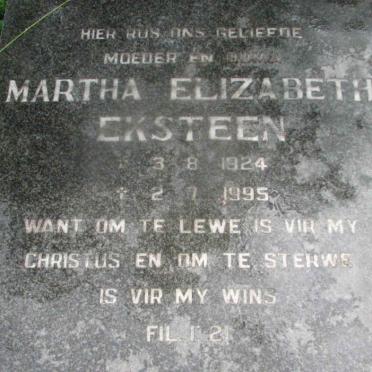 HIER RUS ONS GELIEFDE
MOEDER EN OUMA
MARTHA ELIZABETH
EKSTEEN
* 3 8 1924
† 2 7 1995
WANT OM TE LEWE IS VIR MY
CHRISTUS EN OM TE STERWE
IS VIR MY WINS
FIL 1 21